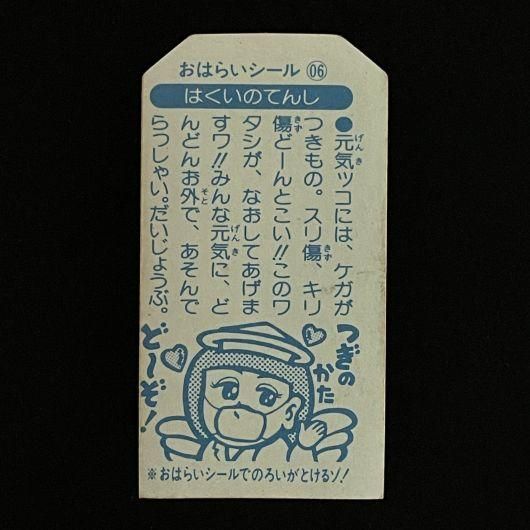 おはらいシール 06
はくいのてんし
●元気ツコには、ケガが
つきもの。スリ傷、キリ
傷どーんとこい!!このワ
タシが、なおしてあげま
すワ!!みんな元気に、ど
んどんお外で、あそんで
らつしゃい。だいじょうぶ。
つぎの
かた
ど〜ぞ!
※おはらいシールでのろいがとけるゾ!